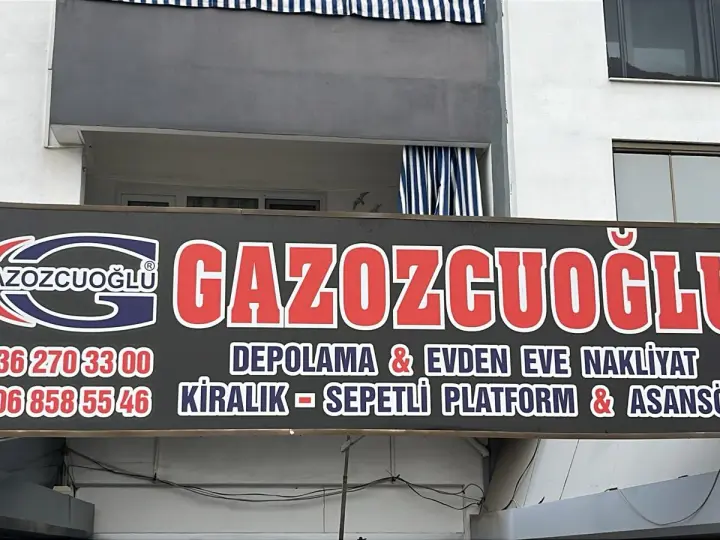 AZOZCUOĞLU ®
GAZOZCUOĞLU
36 270 33 00
DEPOLAMA & EVDEN EVE NAKLİYAT
06 858 55 46
KİRALIK - SEPETLİ PLATFORM & ASANSÖ